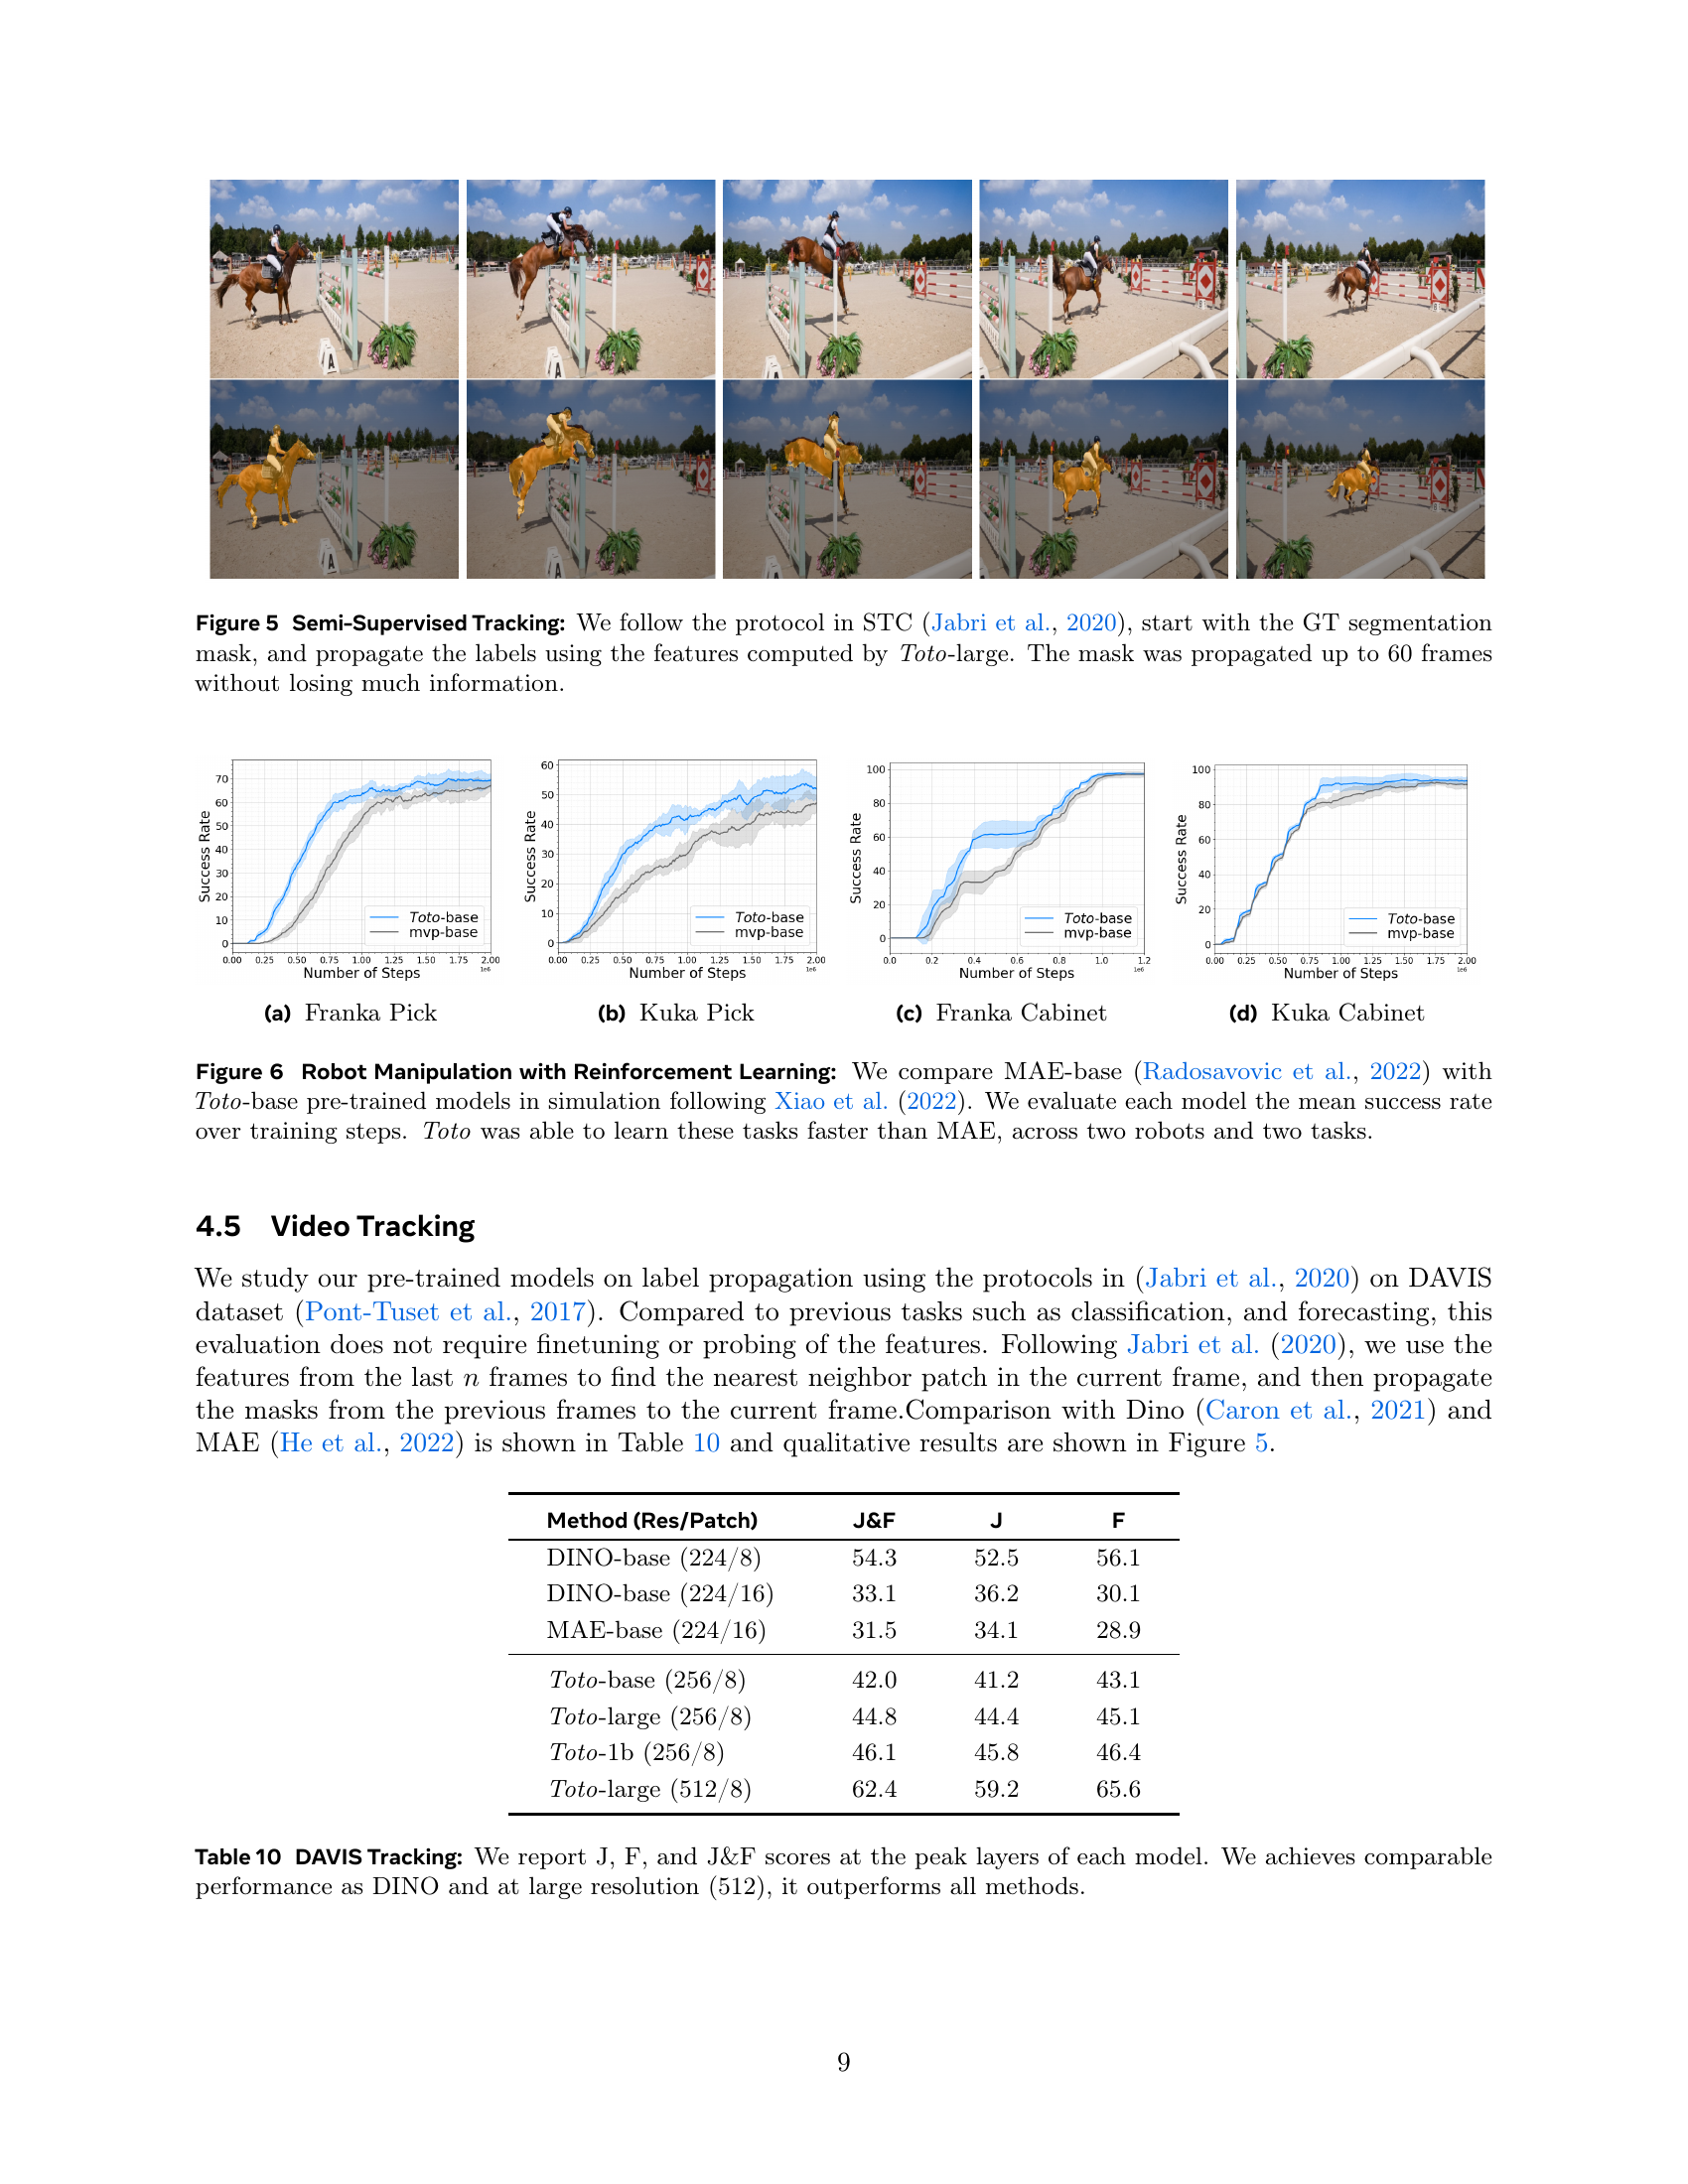 A
A
A
A
Figure 5 Semi-Supervised Tracking: We follow the protocol in STC (Jabri et al., 2020), start with the GT segmentation
mask, and propagate the labels using the features computed by Toto-large. The mask was propagated up to 60 frames
without losing much information.
Success Rate
70
60
50
40
30
20
10
0
0.00 0.25 0.50 0.75 1.00 1.25 1.50 1.75 2.00
1e6
Number of Steps
Toto-base
mvp-base
(a) Franka Pick
Success Rate
60
50
40
30
20
10
0
0.00 0.25 0.50 0.75 1.00 1.25 1.50 1.75 2.00
1e6
Number of Steps
Toto-base
mvp-base
(b) Kuka Pick
Success Rate
100
80
60
40
20
0
0.0 0.2 0.4 0.6 0.8 1.0 1.2
1e6
Number of Steps
Toto-base
mvp-base
(c) Franka Cabinet
Success Rate
100
80
60
40
20
0
0.00 0.25 0.50 0.75 1.00 1.25 1.50 1.75 2.00
1e6
Number of Steps
Toto-base
mvp-base
(d) Kuka Cabinet
Figure 6 Robot Manipulation with Reinforcement Learning: We compare MAE-base (Radosavovic et al., 2022) with
Toto-base pre-trained models in simulation following Xiao et al. (2022). We evaluate each model the mean success rate
over training steps. Toto was able to learn these tasks faster than MAE, across two robots and two tasks.
4.5 Video Tracking
We study our pre-trained models on label propagation using the protocols in (Jabri et al., 2020) on DAVIS
dataset (Pont-Tuset et al., 2017). Compared to previous tasks such as classification, and forecasting, this
evaluation does not require finetuning or probing of the features. Following Jabri et al. (2020), we use the
features from the last n frames to find the nearest neighbor patch in the current frame, and then propagate
the masks from the previous frames to the current frame.Comparison with Dino (Caron et al., 2021) and
MAE (He et al., 2022) is shown in Table 10 and qualitative results are shown in Figure 5.
Method (Res/Patch) J&F J F
DINO-base (224/8) 54.3 52.5 56.1
DINO-base (224/16) 33.1 36.2 30.1
MAE-base (224/16) 31.5 34.1 28.9
Toto-base (256/8) 42.0 41.2 43.1
Toto-large (256/8) 44.8 44.4 45.1
Toto-1b (256/8) 46.1 45.8 46.4
Toto-large (512/8) 62.4 59.2 65.6
Table 10 DAVIS Tracking: We report J, F, and J&F scores at the peak layers of each model. We achieves comparable
performance as DINO and at large resolution (512), it outperforms all methods.
9